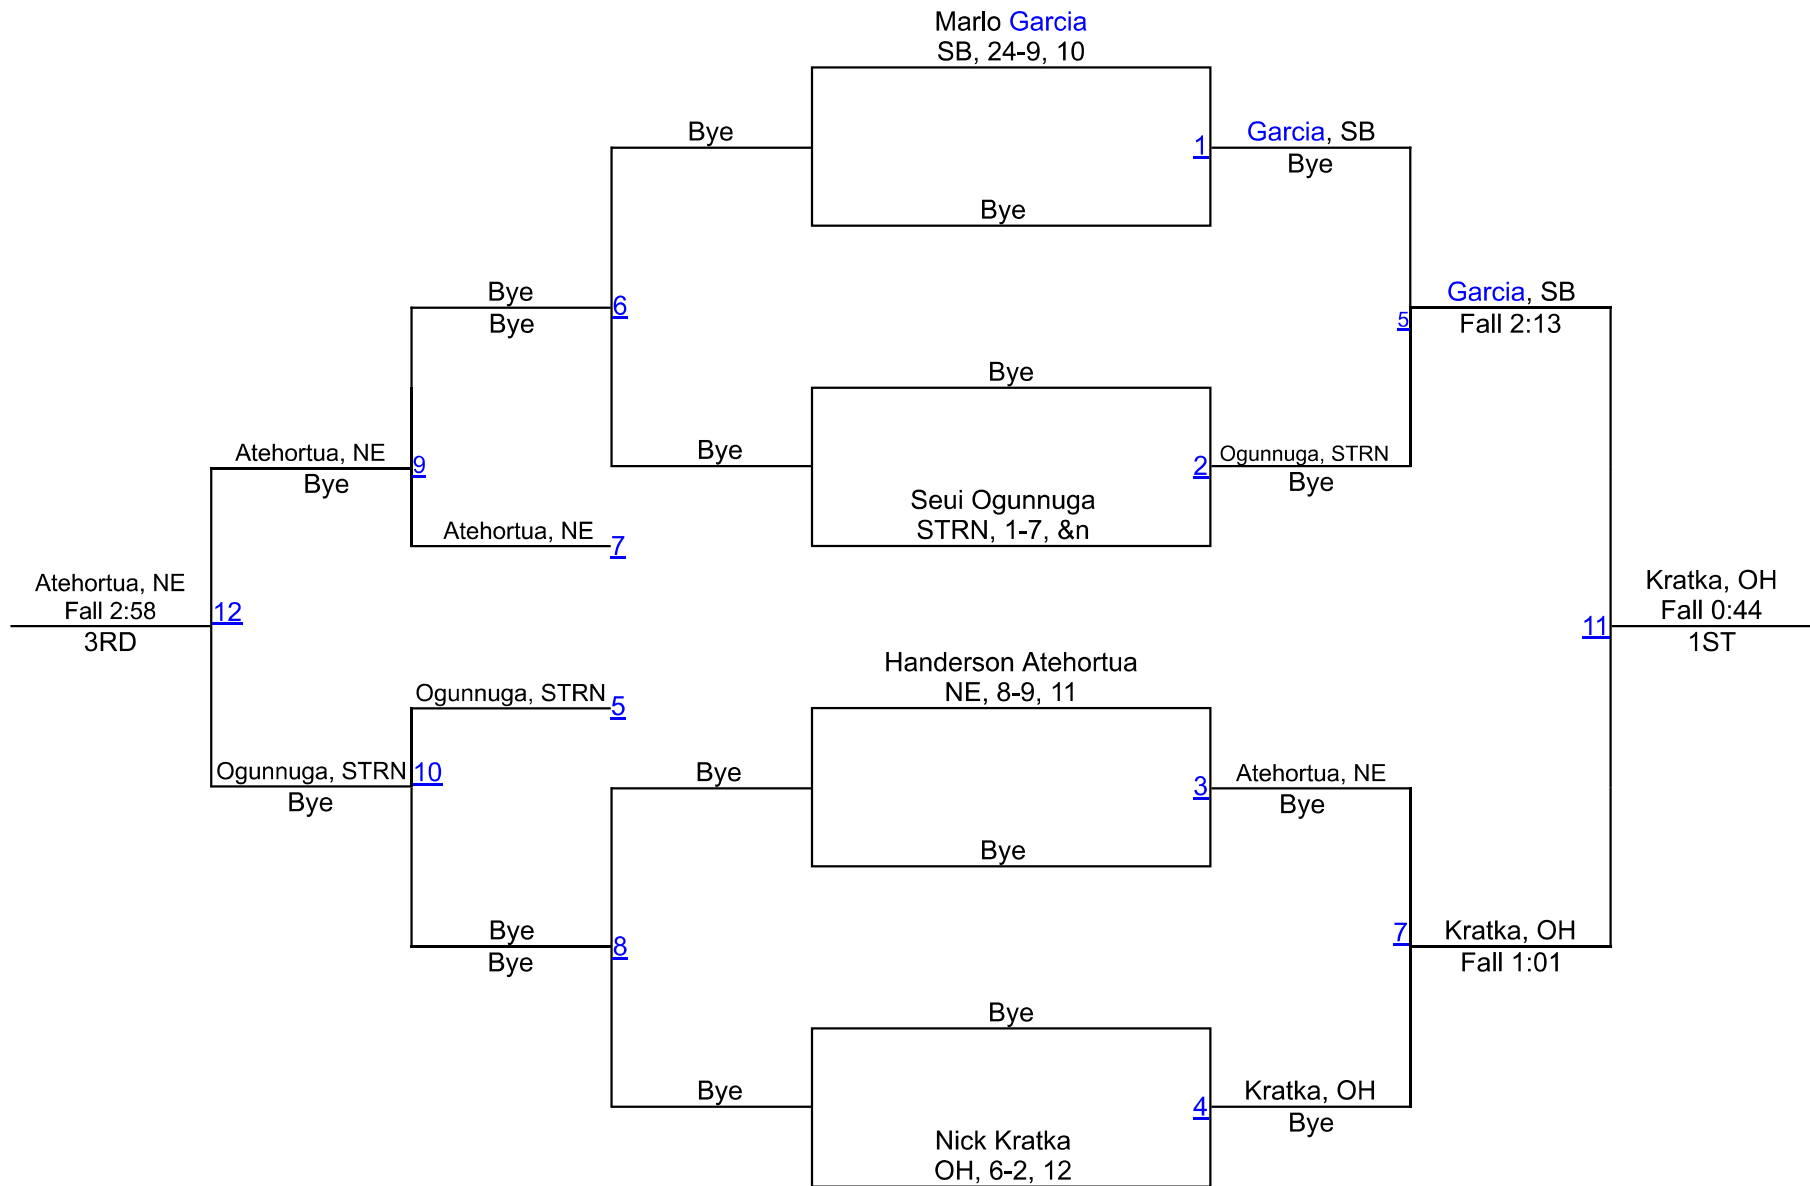 Marlo Garcia
SB, 24-9, 10
Bye
1
Garcia, SB
Bye
Bye
Bye
Bye
6
Garcia, SB
Fall 2:13
5
Bye
Atehortua, NE
Bye
9
Bye
2
Ogunnuga, STRN
Bye
Seui Ogunnuga
STRN, 1-7, &n
Atehortua, NE
7
Atehortua, NE
Fall 2:58
3RD
12
Kratka, OH
Fall 0:44
1ST
11
Handerson Atehortua
NE, 8-9, 11
Ogunnuga, STRN
5
Ogunnuga, STRN
Bye
10
Bye
3
Atehortua, NE
Bye
Bye
Bye
Bye
8
7
Kratka, OH
Fall 1:01
Bye
Bye
4
Kratka, OH
Bye
Nick Kratka
OH, 6-2, 12